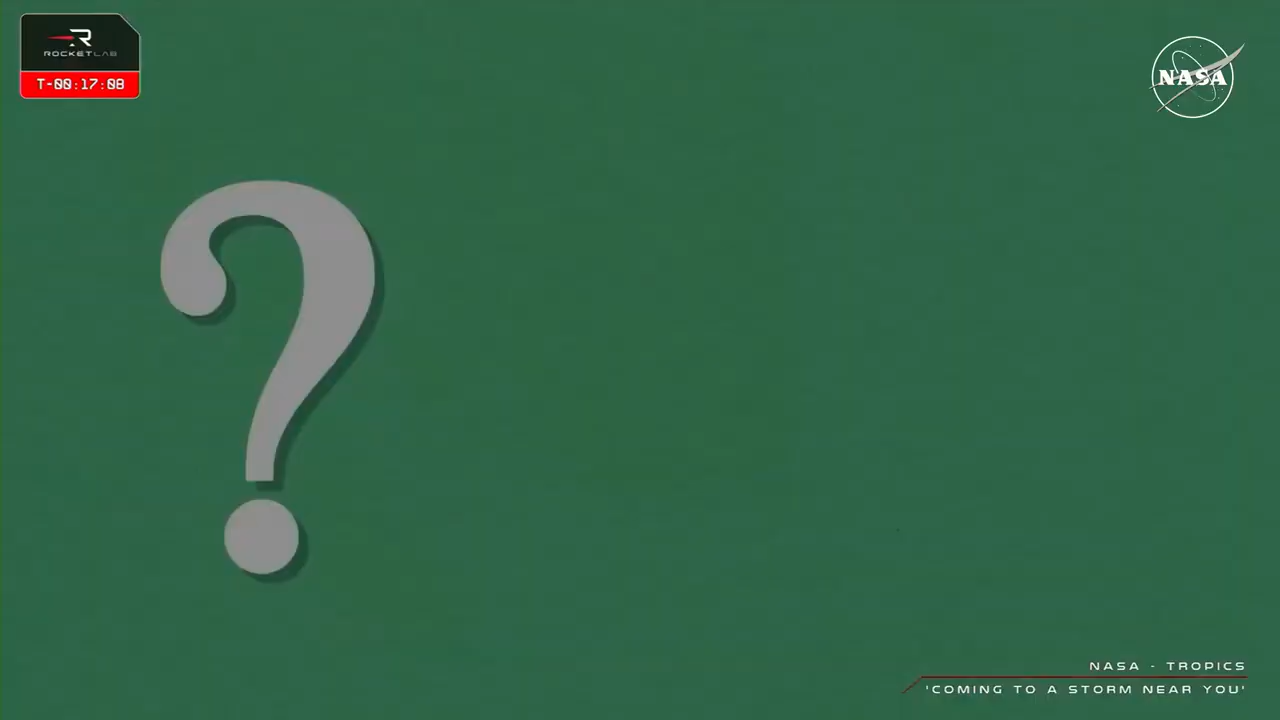 ROCKETLAB
T-00:17:08
NASA
?
NASA - TROPICS
'COMING TO A STORM NEAR YOU'